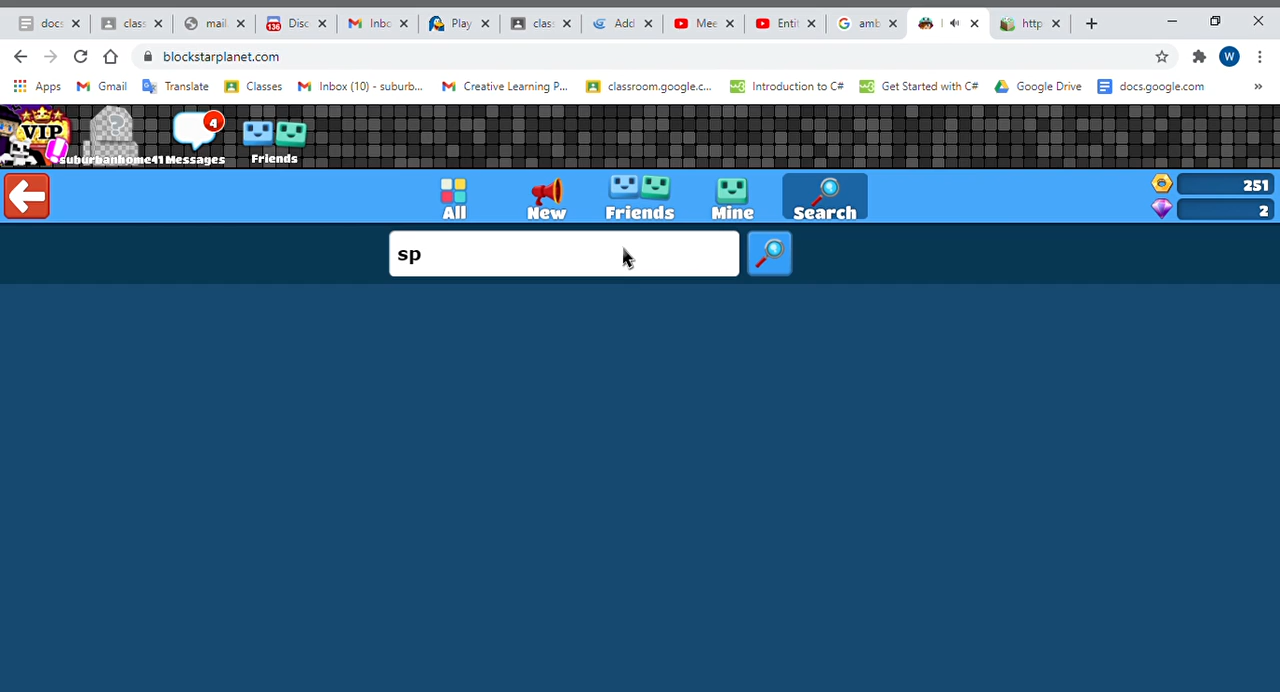 docs
class
mail.
136
Disc
Inbo
Play
class
Add
Mee
Entit
amb
http
blockstarplanet.com
W
Apps
Gmail
Translate
Classes
Inbox (10) - suburb...
Creative Learning P...
classroom.google.c...
Introduction to C#
Get Started with C#
Google Drive
docs.google.com
»
VIP
?
4
suburbanhome41
Messages
Friends
All
New
Friends
Mine
Search
251
2
sp